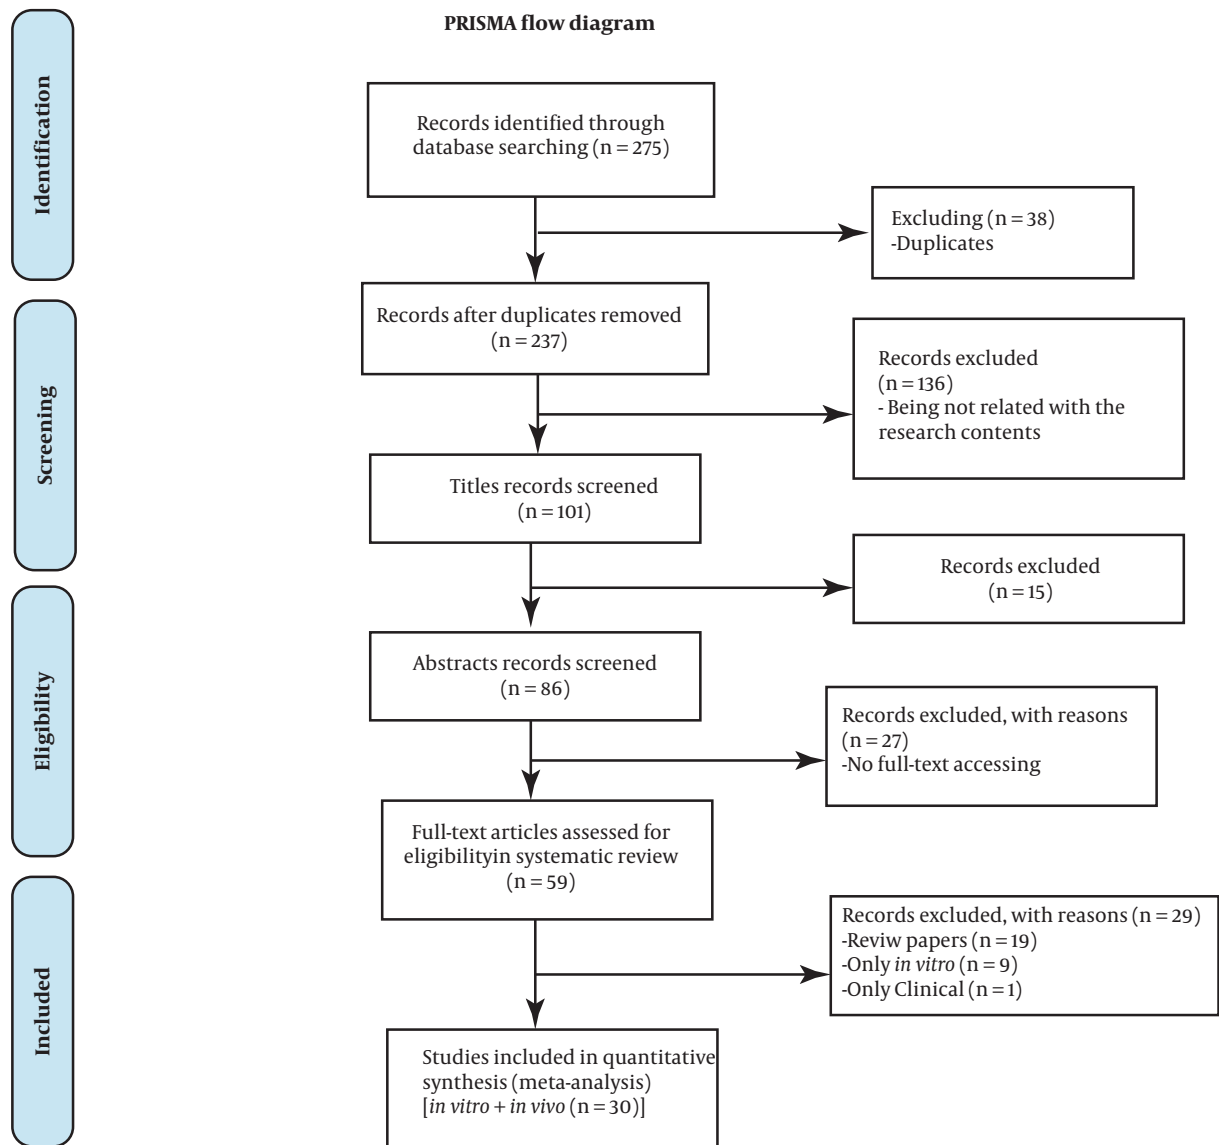 PRISMA flow diagram
Identification
Records identified through
database searching (n = 275)
Excluding (n = 38)
-Duplicates
Screening
Records after duplicates removed
(n = 237)
Records excluded
(n = 136)
- Being not related with the
research contents
Titles records screened
(n = 101)
Records excluded
(n = 15)
Eligibility
Abstracts records screened
(n = 86)
Records excluded, with reasons
(n = 27)
-No full-text accessing
Full-text articles assessed for
eligibilityin systematic review
(n = 59)
Included
Records excluded, with reasons (n = 29)
-Reviw papers (n = 19)
-Only in vitro (n = 9)
-Only Clinical (n = 1)
Studies included in quantitative
synthesis (meta-analysis)
[in vitro + in vivo (n = 30)]